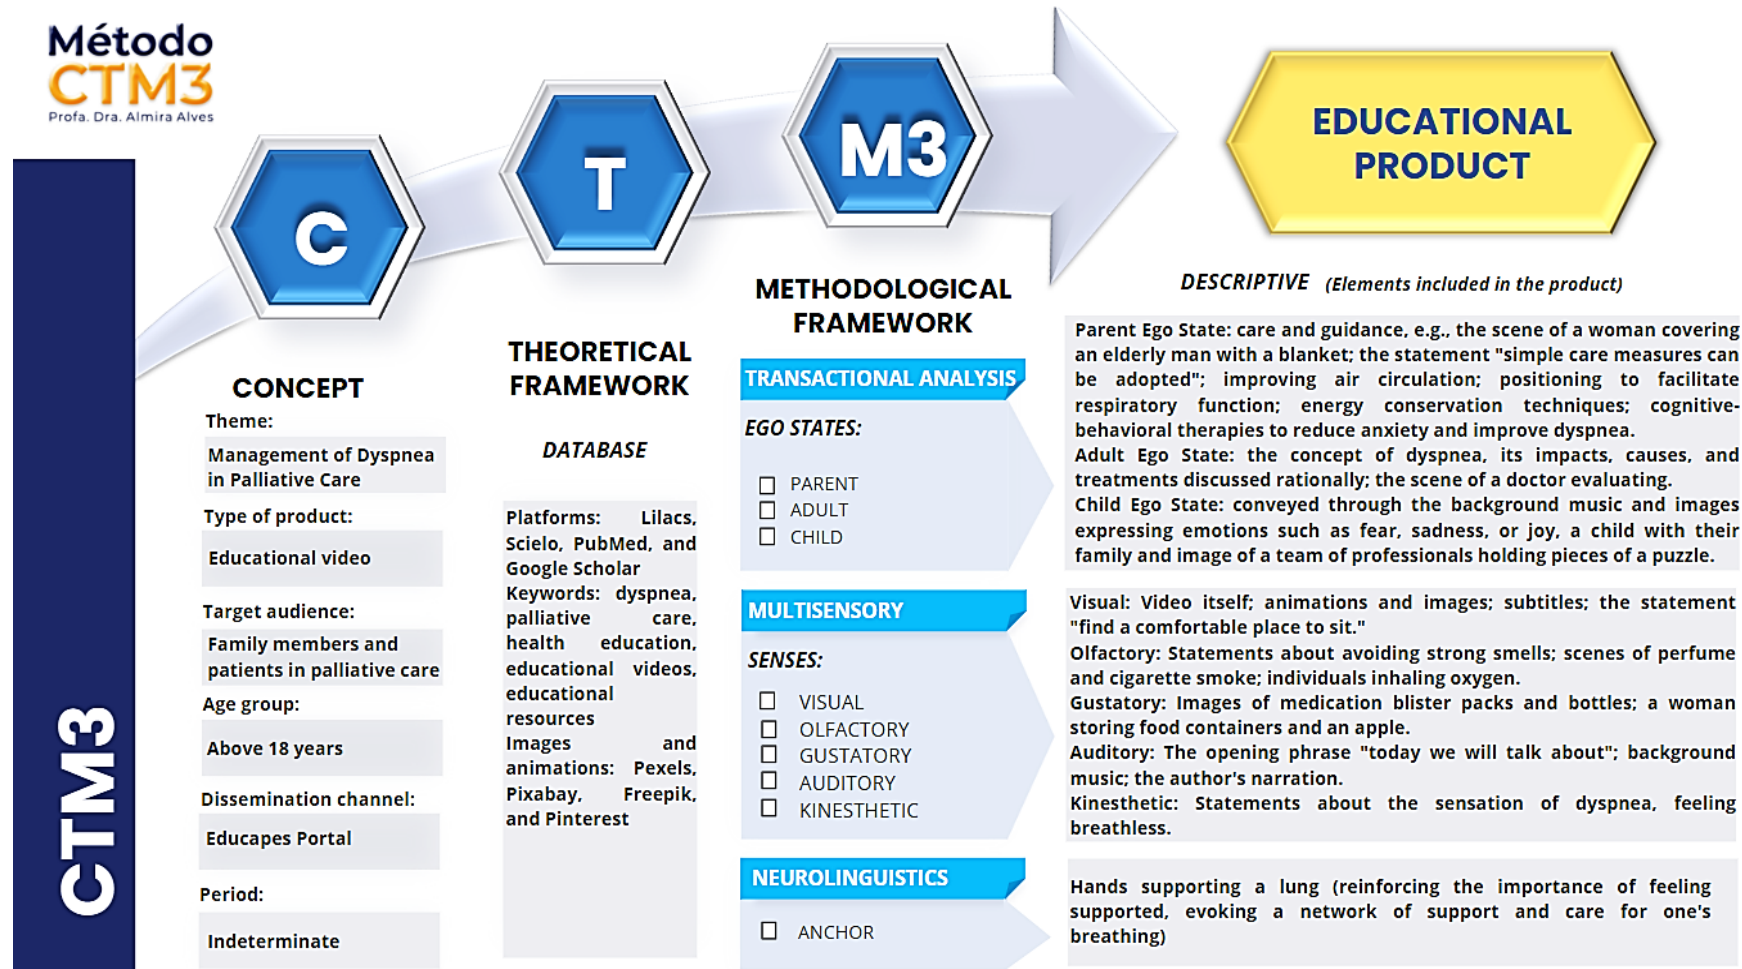 Método
CTM3
Profa. Dra. Almira Alves
CTM3
C
CONCEPT
Theme:
Management of Dyspnea
in Palliative Care
Type of product:
Educational video
Target audience:
Family members and
patients in palliative care
Age group:
Above 18 years
Dissemination channel:
Educapes Portal
Period:
Indeterminate
T
THEORETICAL
FRAMEWORK
DATABASE
Platforms: Lilacs,
Scielo, PubMed, and
Google Scholar
Keywords: dyspnea,
palliative care,
health education,
educational videos,
educational
resources
Images and
animations: Pexels,
Pixabay, Freepik,
and Pinterest
M3
METHODOLOGICAL
FRAMEWORK
TRANSACTIONAL ANALYSIS
EGO STATES:
PARENT
ADULT
CHILD
MULTISENSORY
SENSES:
VISUAL
OLFACTORY
GUSTATORY
AUDITORY
KINESTHETIC
NEUROLINGUISTICS
ANCHOR
EDUCATIONAL
PRODUCT
DESCRIPTIVE (Elements included in the product)
Parent Ego State: care and guidance, e.g., the scene of a woman covering
an elderly man with a blanket; the statement "simple care measures can
be adopted"; improving air circulation; positioning to facilitate
respiratory function; energy conservation techniques; cognitive-
behavioral therapies to reduce anxiety and improve dyspnea.
Adult Ego State: the concept of dyspnea, its impacts, causes, and
treatments discussed rationally; the scene of a doctor evaluating.
Child Ego State: conveyed through the background music and images
expressing emotions such as fear, sadness, or joy, a child with their
family and image of a team of professionals holding pieces of a puzzle.
Visual: Video itself; animations and images; subtitles; the statement
"find a comfortable place to sit."
Olfactory: Statements about avoiding strong smells; scenes of perfume
and cigarette smoke; individuals inhaling oxygen.
Gustatory: Images of medication blister packs and bottles; a woman
storing food containers and an apple.
Auditory: The opening phrase "today we will talk about"; background
music; the author's narration.
Kinesthetic: Statements about the sensation of dyspnea, feeling
breathless.
Hands supporting a lung (reinforcing the importance of feeling
supported, evoking a network of support and care for one's
breathing)